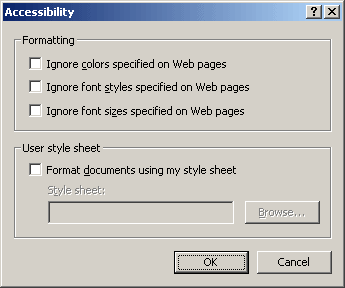 Accessibility
Formatting
Ignore colors specified on Web pages
Ignore font styles specified on Web pages
Ignore font sizes specified on Web pages
User style sheet
Format documents using my style sheet
Style sheet:
Browse...
OK Cancel